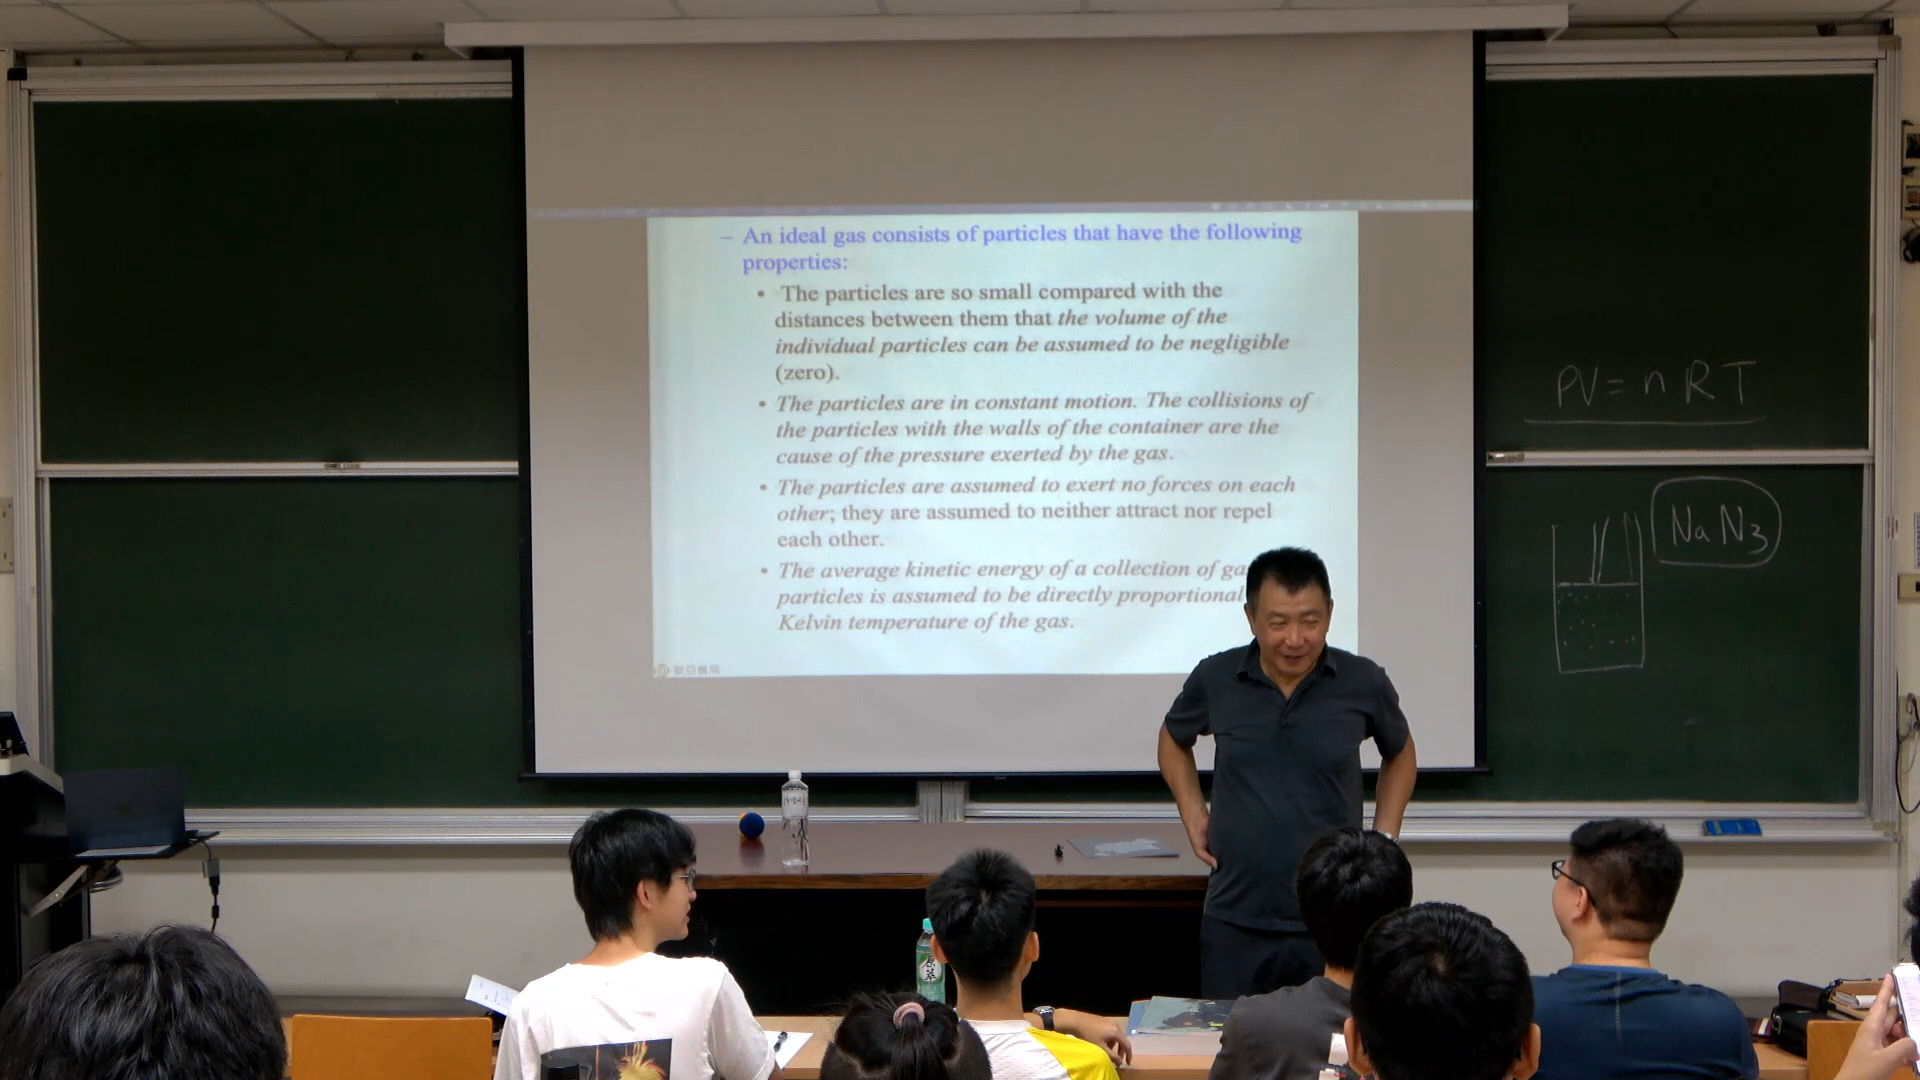 – An ideal gas consists of particles that have the following
properties:
• The particles are so small compared with the
distances between them that the volume of the
individual particles can be assumed to be negligible
(zero).
• The particles are in constant motion. The collisions of
the particles with the walls of the container are the
cause of the pressure exerted by the gas.
• The particles are assumed to exert no forces on each
other; they are assumed to neither attract nor repel
each other.
• The average kinetic energy of a collection of
particles is assumed to be directly proportional
Kelvin temperature of the gas.
PV = nRT
NaN3